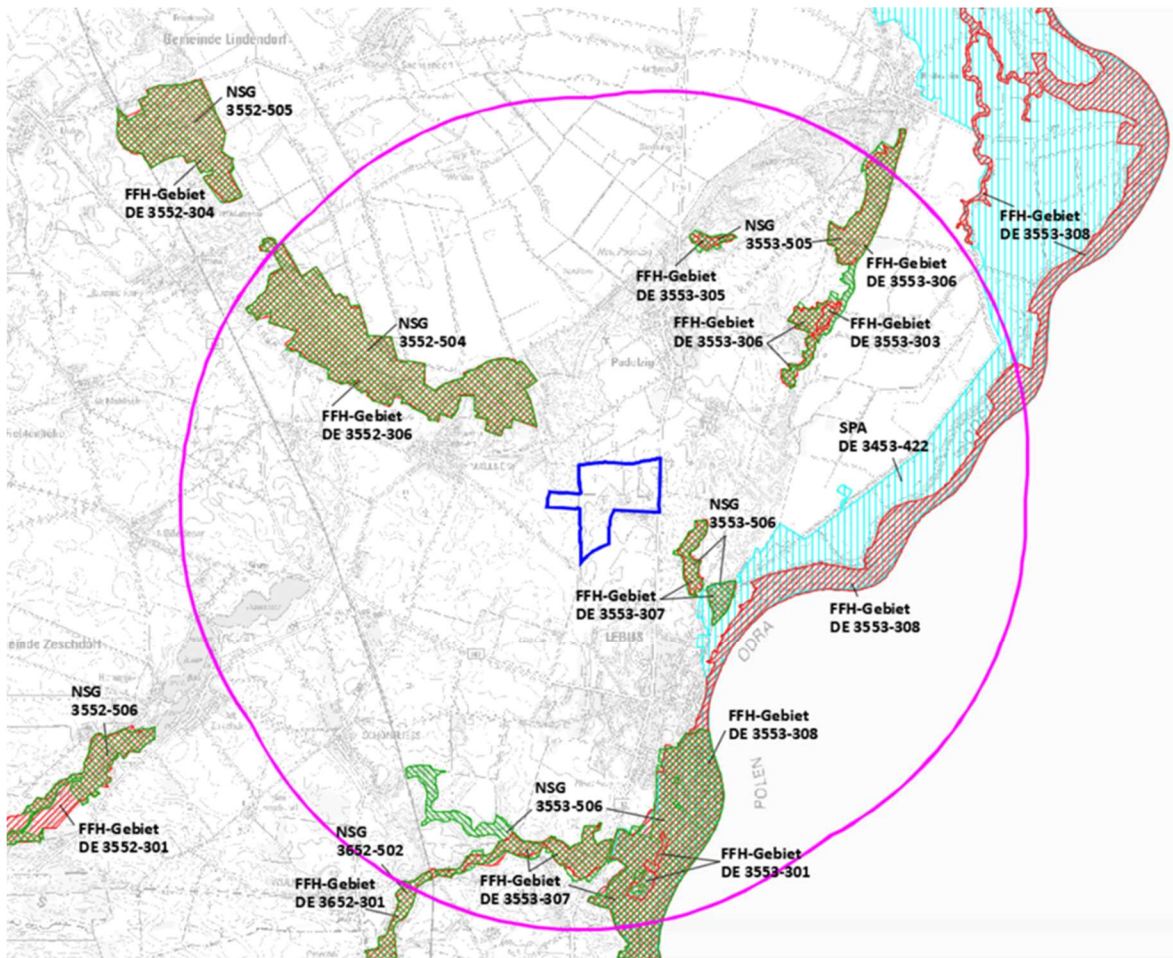 Gemeinde Lindendorf
NSG
3552-505
FFH-Gebiet
DE 3552-304
NSG
3553-505
FFH-Gebiet
DE 3553-308
FFH-Gebiet
DE 3553-305
FFH-Gebiet
DE 3553-306
NSG
3552-504
FFH-Gebiet
DE 3553-306
FFH-Gebiet
DE 3553-303
Podelzig
FFH-Gebiet
DE 3552-306
SPA
DE 3453-422
NSG
3553-506
FFH-Gebiet
DE 3553-307
FFH-Gebiet
DE 3553-308
LEBUS
ODRA
einde Zeschdorf
NSG
3552-506
FFH-Gebiet
DE 3553-308
POLEN
NSG
3553-506
FFH-Gebiet
DE 3552-301
NSG
3652-502
FFH-Gebiet
DE 3553-301
FFH-Gebiet
DE 3652-301
FFH-Gebiet
DE 3553-307